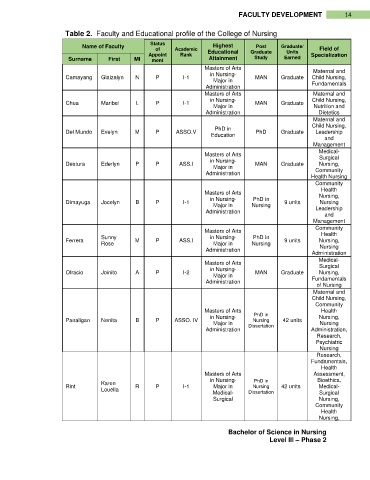 FACULTY DEVELOPMENT 14
Table 2. Faculty and Educational profile of the College of Nursing
Name of Faculty | Status of Appoint ment | Academic Rank | Highest Educational Attainment | Post Graduate Study | Graduate/ Units Earned | Field of Specialization
Surname | First | MI
Camayang | Glaizalyn | N | P | I-1 | Masters of Arts in Nursing- Major in Administration | MAN | Graduate | Maternal and Child Nursing, Fundamentals
Chua | Maribel | L | P | I-1 | Masters of Arts in Nursing- Major in Administration | MAN | Graduate | Maternal and Child Nursing, Nutrition and Dietetics
Del Mundo | Evelyn | M | P | ASSO.V | PhD in Education | PhD | Graduate | Maternal and Child Nursing, Leadership and Management
Desiura | Ederlyn | P | P | ASS.I | Masters of Arts in Nursing- Major in Administration | MAN | Graduate | Medical- Surgical Nursing, Community Health Nursing
Dimayuga | Jocelyn | B | P | I-1 | Masters of Arts in Nursing- Major in Administration | PhD in Nursing | 9 units | Community Health Nursing, Nursing Leadership and Management
Ferrera | Sunny Rose | M | P | ASS.I | Masters of Arts in Nursing- Major in Administration | PhD in Nursing | 9 units | Community Health Nursing, Nursing Administration
Olracio | Joinito | A | P | I-2 | Masters of Arts in Nursing- Major in Administration | MAN | Graduate | Medical- Surgical Nursing, Fundamentals of Nursing
Panaligan | Nenita | B | P | ASSO. IV | Masters of Arts in Nursing- Major in Administration | PhD in Nursing Dissertation | 42 units | Maternal and Child Nursing, Community Health Nursing, Nursing Administration, Research, Psychiatric Nursing
Rint | Karen Louella | R | P | I-1 | Masters of Arts in Nursing- Major in Medical- Surgical | PhD in Nursing Dissertation | 42 units | Research, Fundamentals, Health Assessment, Bioethics, Medical- Surgical Nursing, Community Health Nursing,
Bachelor of Science in Nursing
Level III – Phase 2